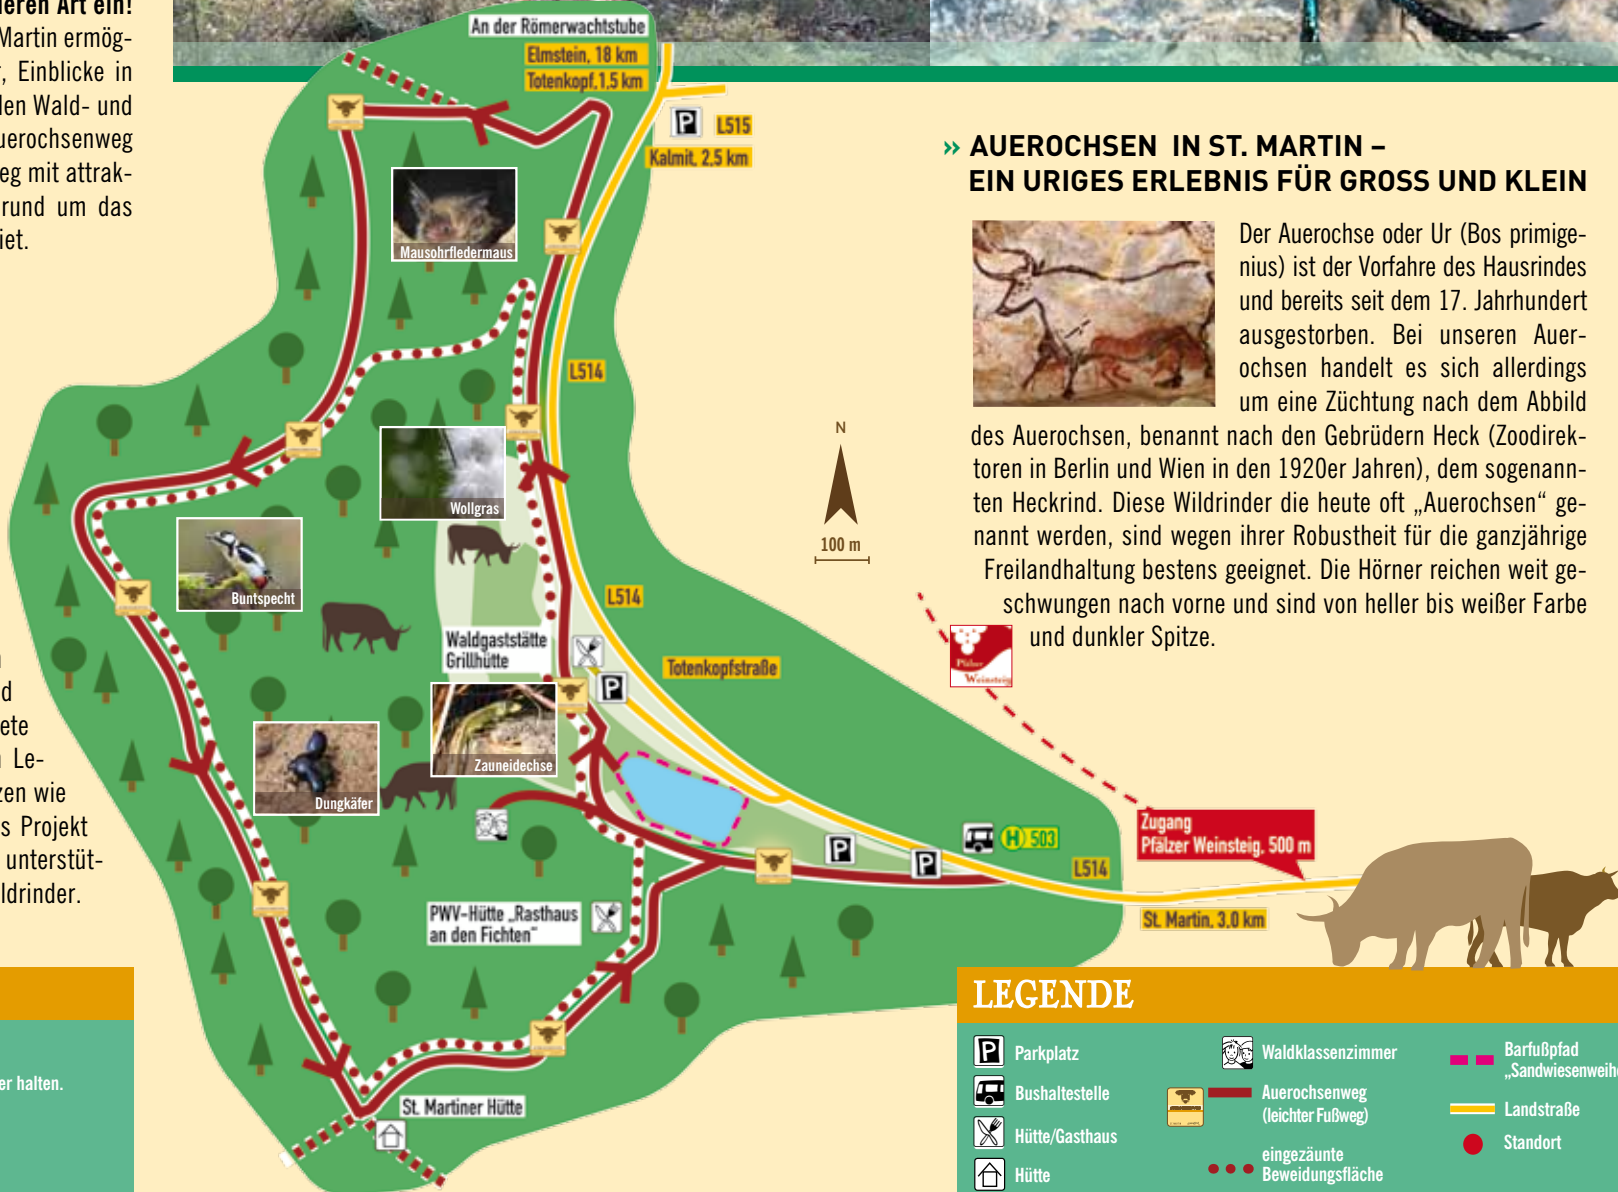 eren Art ein!
Martin ermög-
, Einblicke in
den Wald- und
uerochsenweg
eg mit attrak-
rund um das
iet.
d
ete
Le-
zen wie
s Projekt
unterstüt-
ldrinder.
er halten.
An der Römerwachtstube
Elmstein, 18 km
Totenkopf, 1,5 km
P
L515
Kalmit, 2,5 km
Mausohrfledermaus
L514
Wollgras
Buntspecht
L514
Waldgaststätte
Grillhütte
P
Totenkopfstraße
Zauneidechse
Dungkäfer
P
P
H 503
L514
PWV-Hütte „Rasthaus
an den Fichten"
St. Martiner Hütte
N
100 m
Pfälzer
Weinsteig
Zugang
Pfälzer Weinsteig, 500 m
St. Martin, 3,0 km
» AUEROCHSEN IN ST. MARTIN –
EIN URIGES ERLEBNIS FÜR GROSS UND KLEIN
Der Auerochse oder Ur (Bos primige-
nius) ist der Vorfahre des Hausrindes
und bereits seit dem 17. Jahrhundert
ausgestorben. Bei unseren Auer-
ochsen handelt es sich allerdings
um eine Züchtung nach dem Abbild
des Auerochsen, benannt nach den Gebrüdern Heck (Zoodirek-
toren in Berlin und Wien in den 1920er Jahren), dem sogenann-
ten Heckrind. Diese Wildrinder die heute oft „Auerochsen“ ge-
nannt werden, sind wegen ihrer Robustheit für die ganzjährige
Freilandhaltung bestens geeignet. Die Hörner reichen weit ge-
schwungen nach vorne und sind von heller bis weißer Farbe
und dunkler Spitze.
LEGENDE
P Parkplatz
Bushaltestelle
Hütte/Gasthaus
Hütte
Waldklassenzimmer
Auerochsenweg
(leichter Fußweg)
eingezäunte
Beweidungsfläche
Barfußpfad
„Sandwiesenweihe
Landstraße
Standort